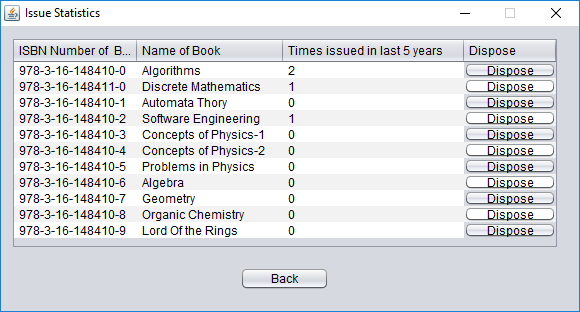 Issue Statistics
ISBN Number of B... Name of Book Times issued in last 5 years Dispose
978-3-16-148410-0 Algorithms 2 Dispose
978-3-16-148411-0 Discrete Mathematics 1 Dispose
978-3-16-148410-1 Automata Thory 0 Dispose
978-3-16-148410-2 Software Engineering 1 Dispose
978-3-16-148410-3 Concepts of Physics-1 0 Dispose
978-3-16-148410-4 Concepts of Physics-2 0 Dispose
978-3-16-148410-5 Problems in Physics 0 Dispose
978-3-16-148410-6 Algebra 0 Dispose
978-3-16-148410-7 Geometry 0 Dispose
978-3-16-148410-8 Organic Chemistry 0 Dispose
978-3-16-148410-9 Lord Of the Rings 0 Dispose
Back